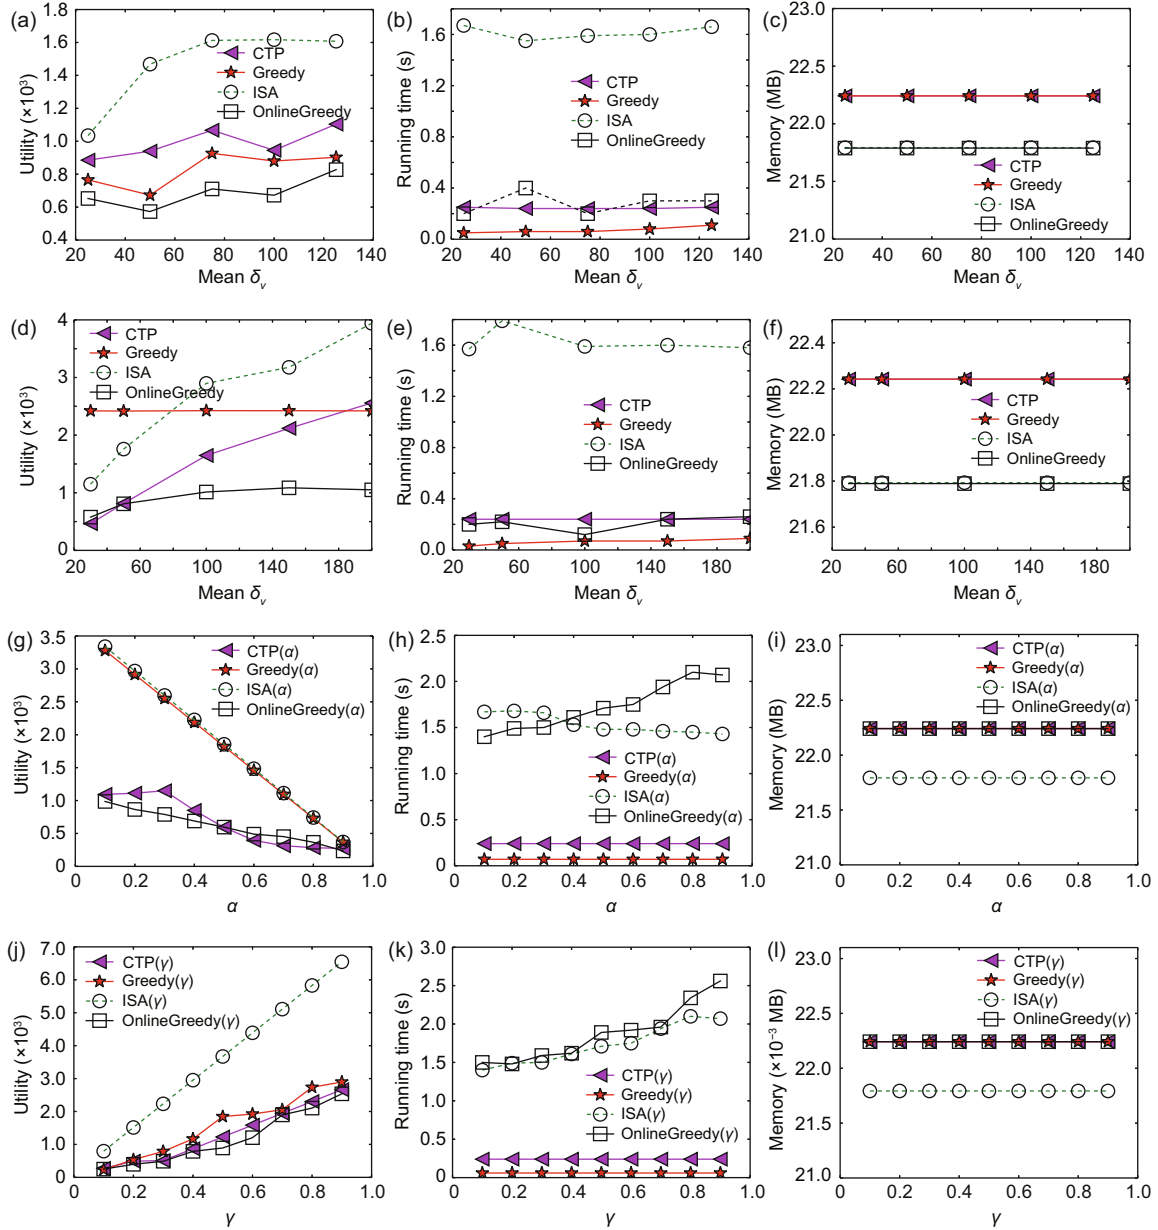 (a)
Utility (×10³)
1.8
1.6
1.4
1.2
1.0
0.8
0.6
0.4
20 40 60 80 100 120 140
Mean δᵥ
CTP
Greedy
ISA
OnlineGreedy
(b)
Running time (s)
1.6
1.2
0.8
0.4
0.0
20 40 60 80 100 120 140
Mean δᵥ
CTP
Greedy
ISA
OnlineGreedy
(c)
Memory (MB)
23.0
22.5
22.0
21.5
21.0
20 40 60 80 100 120 140
Mean δᵥ
CTP
Greedy
ISA
OnlineGreedy
(d)
Utility (×10³)
4
3
2
1
0
20 60 100 140 180
Mean δᵥ
CTP
Greedy
ISA
OnlineGreedy
(e)
Running time (s)
1.6
1.2
0.8
0.4
0.0
20 60 100 140 180
Mean δᵥ
CTP
Greedy
ISA
OnlineGreedy
(f)
Memory (MB)
22.4
22.2
22.0
21.8
21.6
20 60 100 140 180
Mean δᵥ
CTP
Greedy
ISA
OnlineGreedy
(g)
Utility (×10³)
3.5
3.0
2.5
2.0
1.5
1.0
0.5
0
0 0.2 0.4 0.6 0.8 1.0
α
CTP(α)
Greedy(α)
ISA(α)
OnlineGreedy(α)
(h)
Running time (s)
2.5
2.0
1.5
1.0
0.5
0
0 0.2 0.4 0.6 0.8 1.0
α
CTP(α)
Greedy(α)
ISA(α)
OnlineGreedy(α)
(i)
Memory (MB)
23.0
22.5
22.0
21.5
21.0
0 0.2 0.4 0.6 0.8 1.0
α
CTP(α)
Greedy(α)
ISA(α)
OnlineGreedy(α)
(j)
Utility (×10³)
7.0
6.0
5.0
4.0
3.0
2.0
1.0
0
0 0.2 0.4 0.6 0.8 1.0
γ
CTP(γ)
Greedy(γ)
ISA(γ)
OnlineGreedy(γ)
(k)
Running time (s)
3.0
2.5
2.0
1.5
1.0
0.5
0
0 0.2 0.4 0.6 0.8 1.0
γ
CTP(γ)
Greedy(γ)
ISA(γ)
OnlineGreedy(γ)
(l)
Memory (×10⁻³ MB)
23.0
22.5
22.0
21.5
21.0
0 0.2 0.4 0.6 0.8 1.0
γ
CTP(γ)
Greedy(γ)
ISA(γ)
OnlineGreedy(γ)